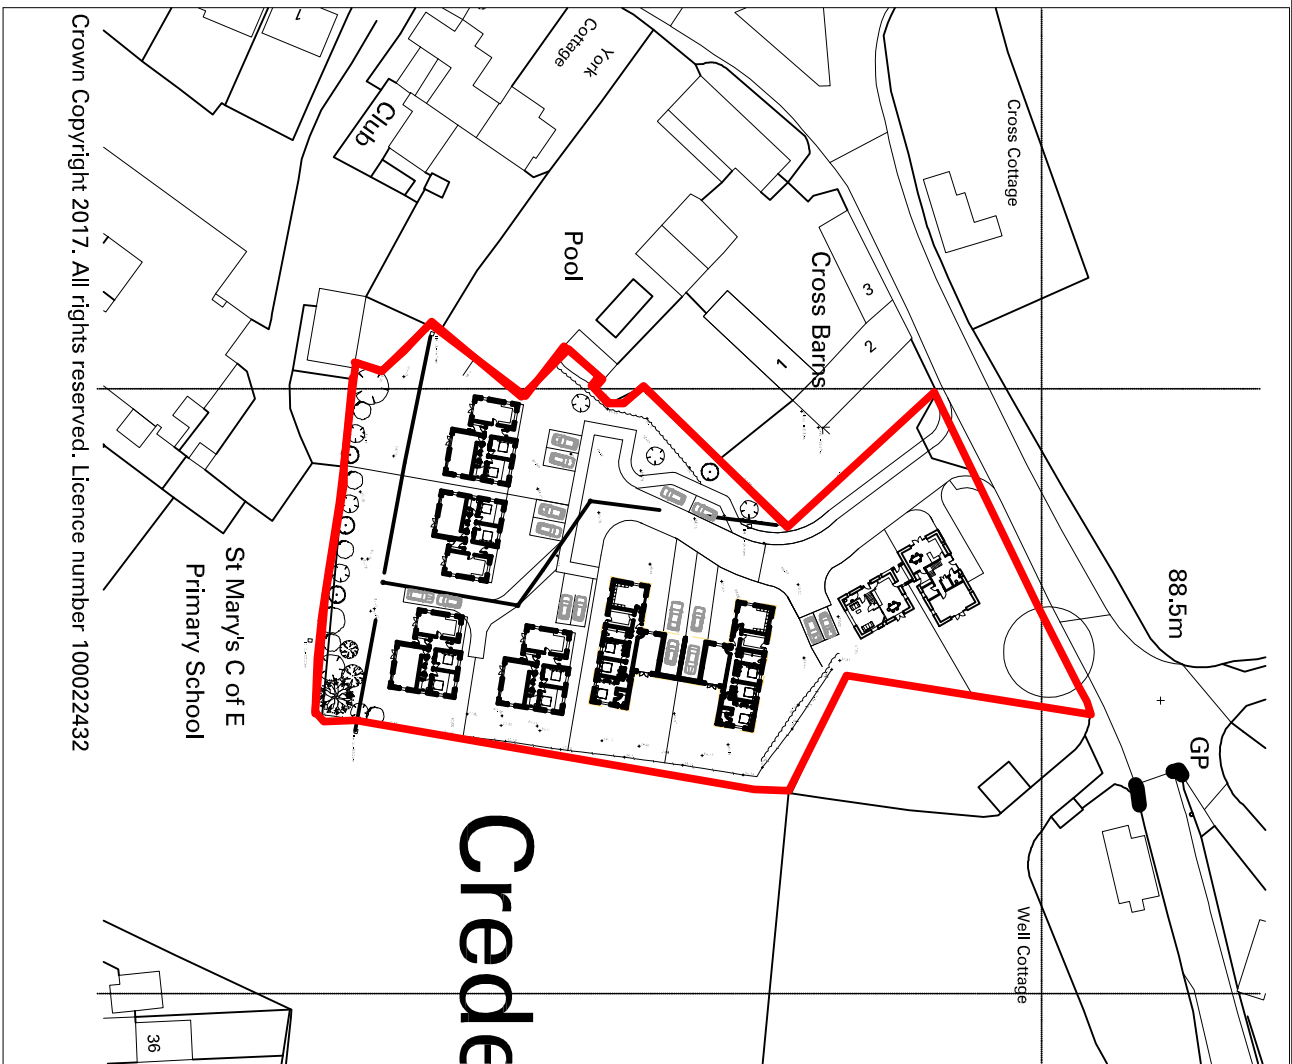 1
York
Cottage
Club
Pool
Cross Cottage
Cross Barns
3
2
1
88.5m
GP
Well Cottage
St Mary's C of E
Primary School
Crede
36
Crown Copyright 2017. All rights reserved. Licence number 100022432